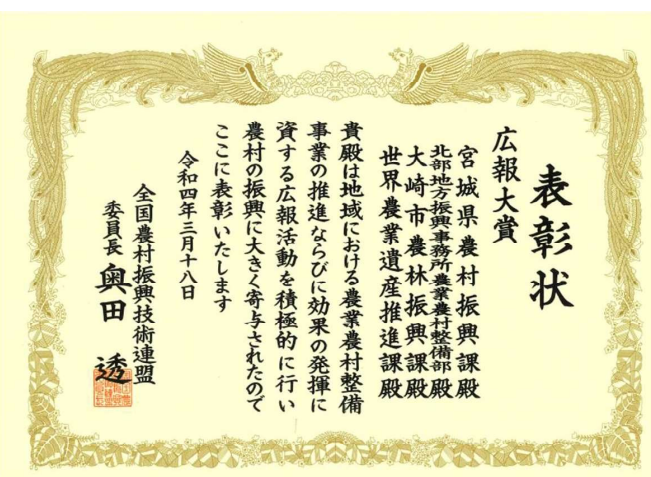 表彰状
広報大賞
宮城県農村振興課殿
北部地方振興事務所農業農村整備部殿
大崎市農林振興課殿
世界農業遺産推進課殿
貴殿は地域における農業農村整備
事業の推進ならびに効果の発揮に
資する広報活動を積極的に行い
農村の振興に大きく寄与されたので
ここに表彰いたします
令和四年三月十八日
全国農村振興技術連盟
委員長 奥田 透